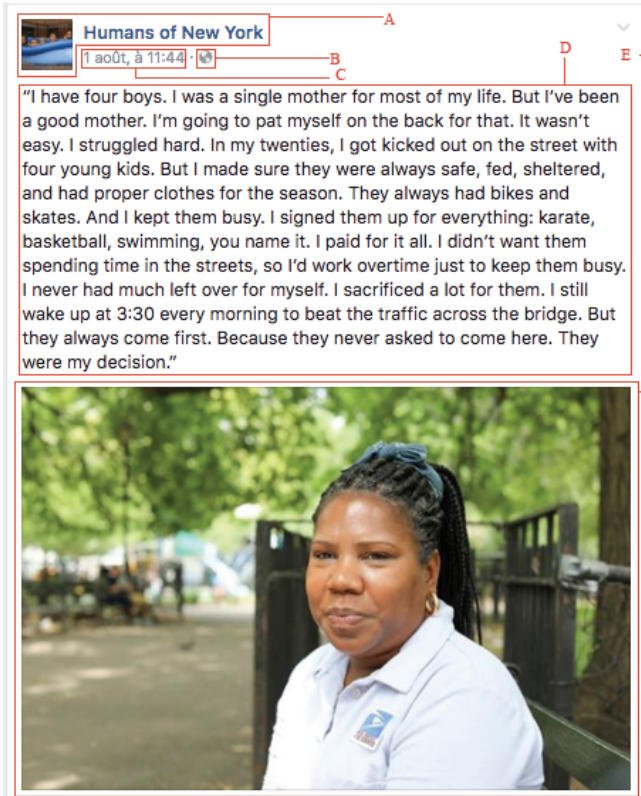 A
Humans of New York
1 août, à 11:44 ·
B
C
D
E
“I have four boys. I was a single mother for most of my life. But I’ve been
a good mother. I’m going to pat myself on the back for that. It wasn’t
easy. I struggled hard. In my twenties, I got kicked out on the street with
four young kids. But I made sure they were always safe, fed, sheltered,
and had proper clothes for the season. They always had bikes and
skates. And I kept them busy. I signed them up for everything: karate,
basketball, swimming, you name it. I paid for it all. I didn’t want them
spending time in the streets, so I’d work overtime just to keep them busy.
I never had much left over for myself. I sacrificed a lot for them. I still
wake up at 3:30 every morning to beat the traffic across the bridge. But
they always come first. Because they never asked to come here. They
were my decision.”